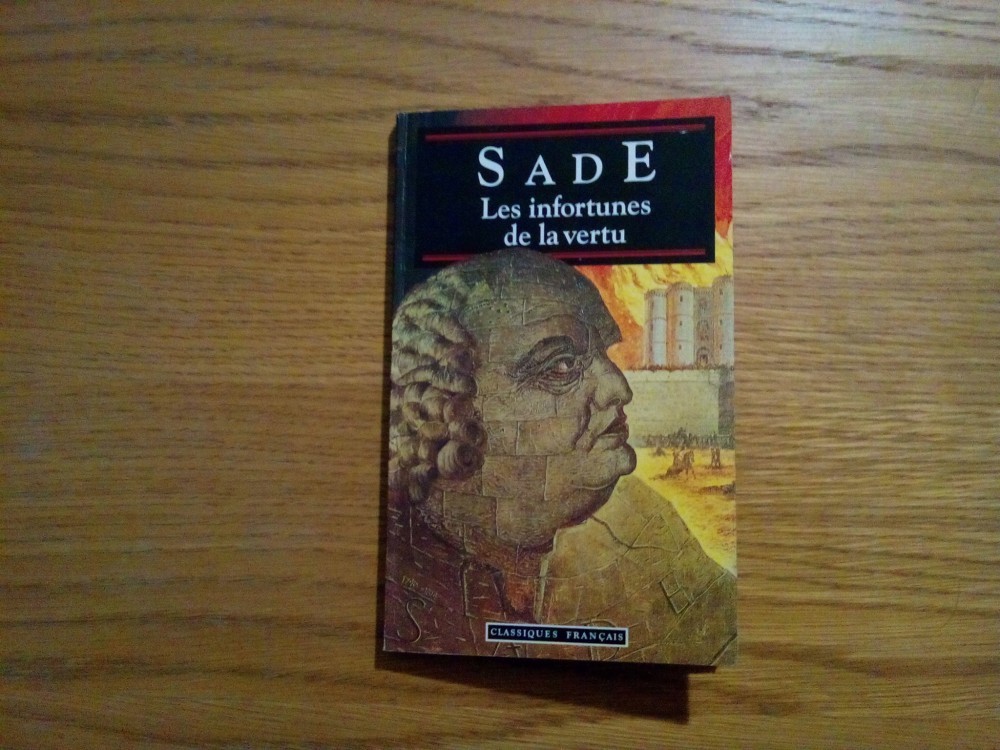 SADE
Les infortunes
de la vertu
S
H
CLASSIQUES FRANÇAIS